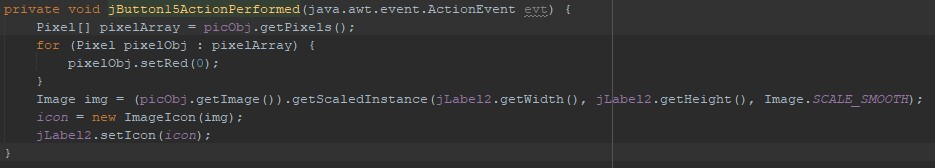 private void jButton15ActionPerformed(java.awt.event.ActionEvent evt) {
    Pixel[] pixelArray = picObj.getPixels();
    for (Pixel pixelObj : pixelArray) {
        pixelObj.setRed(0);
    }
    Image img = (picObj.getImage()).getScaledInstance(jLabel2.getWidth(), jLabel2.getHeight(), Image.SCALE_SMOOTH);
    icon = new ImageIcon(img);
    jLabel2.setIcon(icon);
}